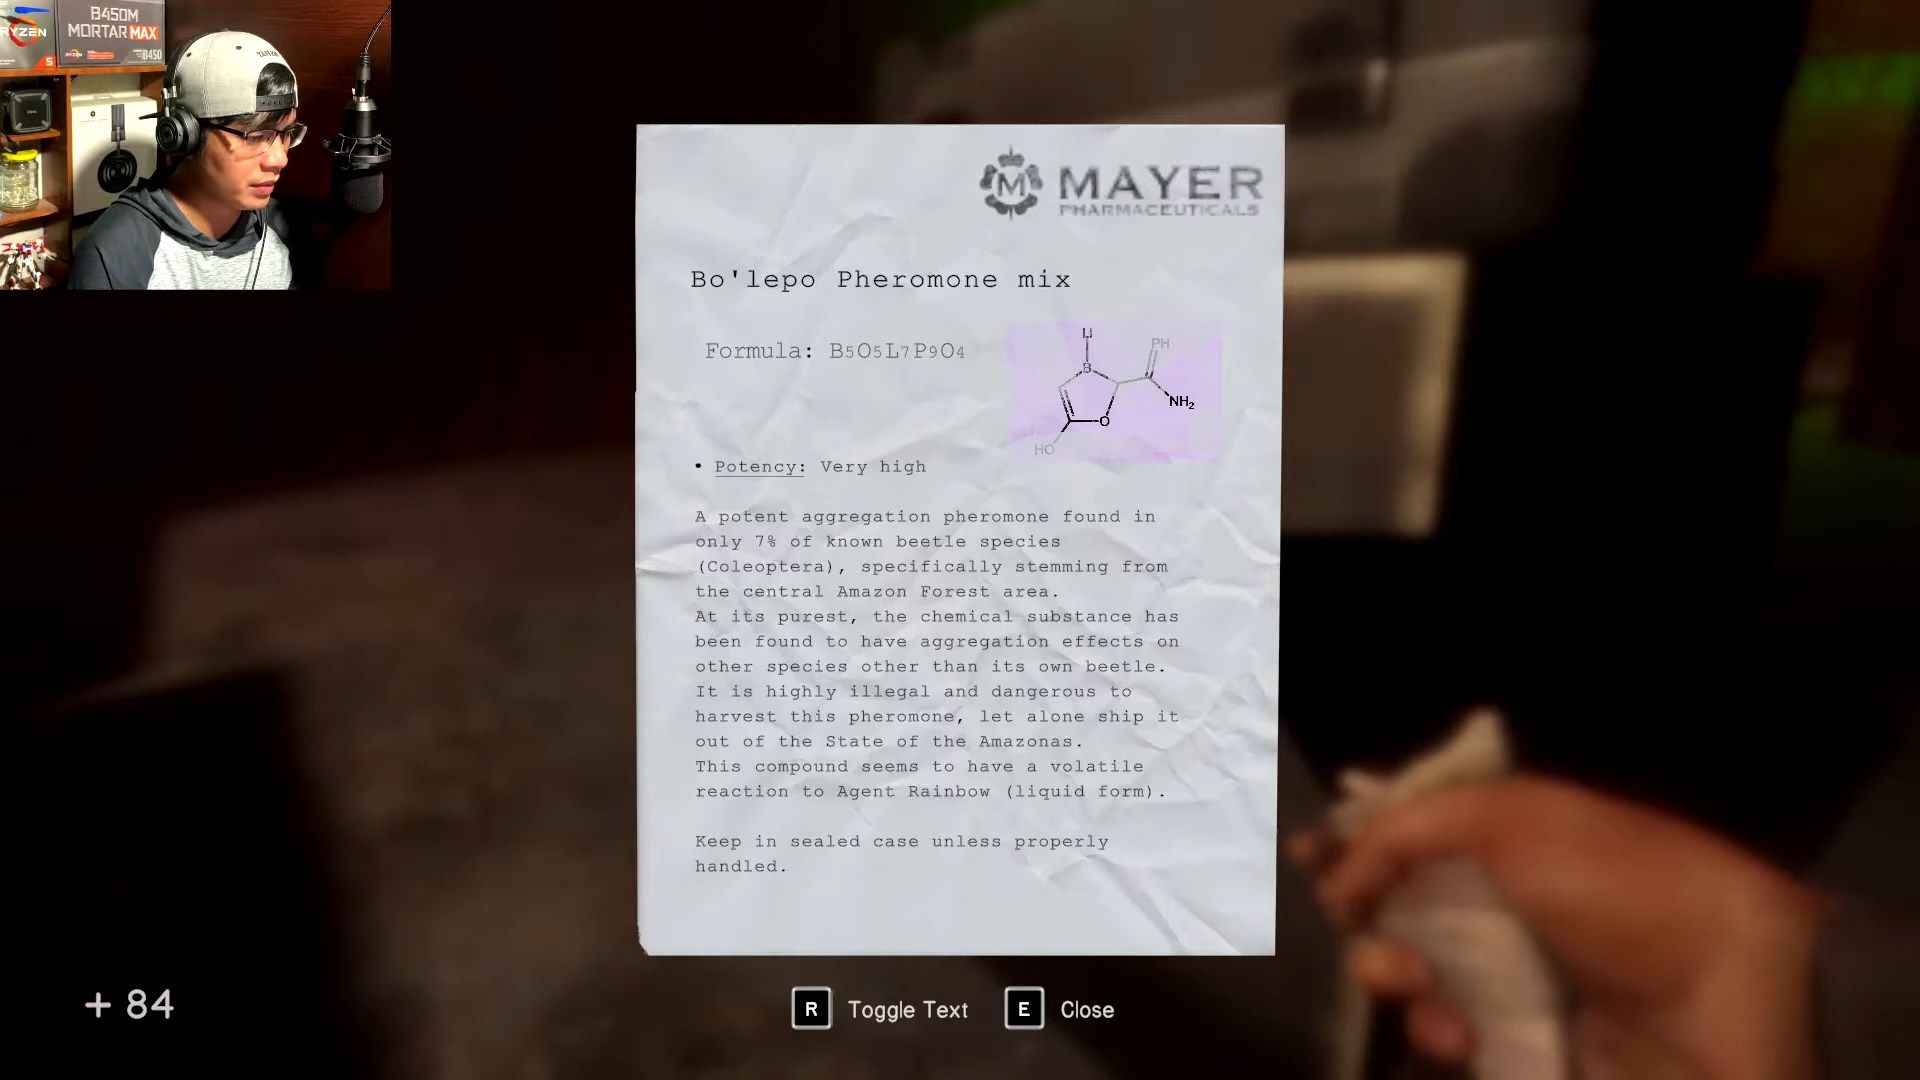 RYZEN
5
B450M
MORTAR MAX
RYZEN
B450
MAYER
PHARMACEUTICALS
Bo'lepo Pheromone mix
Formula: B5O5L7P9O4
LI
B
PH
NH2
O
HO
• Potency: Very high
A potent aggregation pheromone found in
only 7% of known beetle species
(Coleoptera), specifically stemming from
the central Amazon Forest area.
At its purest, the chemical substance has
been found to have aggregation effects on
other species other than its own beetle.
It is highly illegal and dangerous to
harvest this pheromone, let alone ship it
out of the State of the Amazonas.
This compound seems to have a volatile
reaction to Agent Rainbow (liquid form).
Keep in sealed case unless properly
handled.
+ 84
R Toggle Text E Close